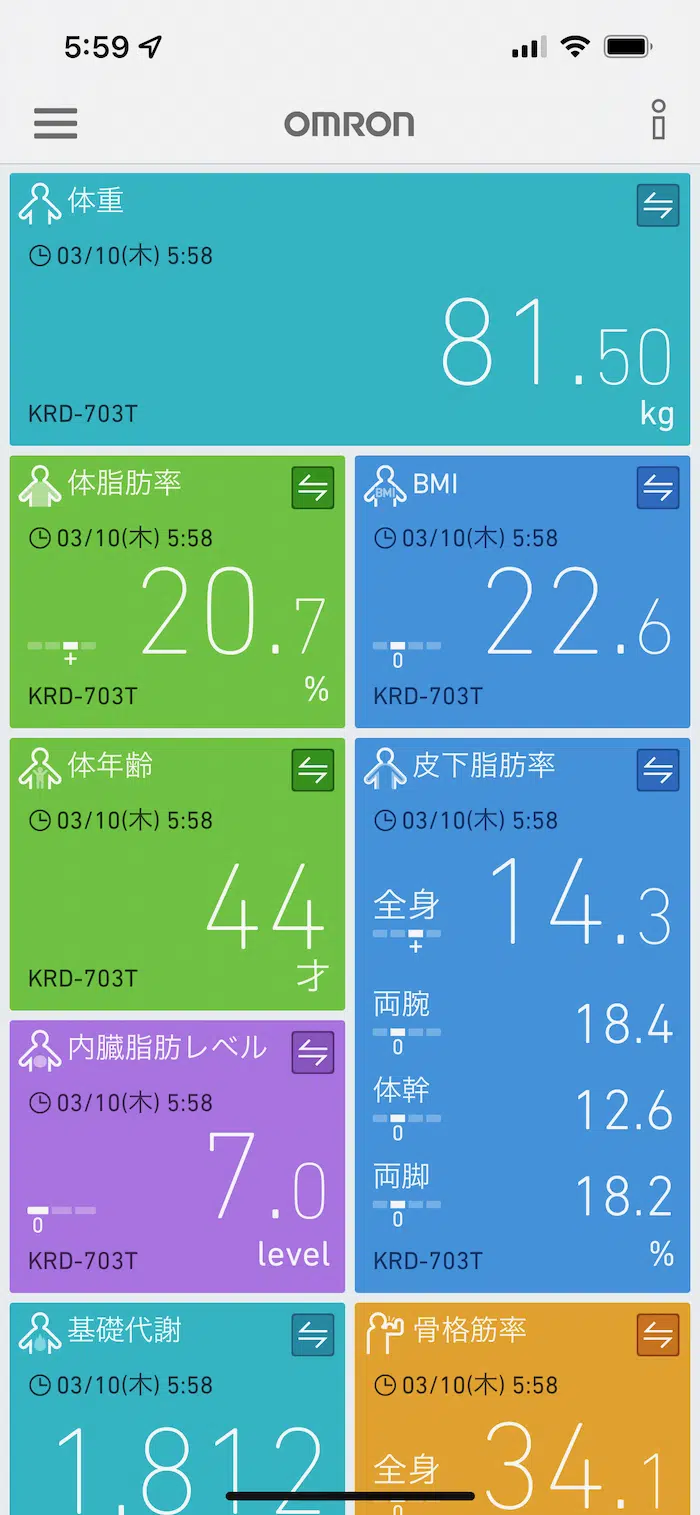 5:59
OMRON
体重
03/10(木) 5:58
81.50
kg
KRD-703T
体脂肪率
03/10(木) 5:58
20.7
+
%
KRD-703T
BMI
BMI
03/10(木) 5:58
22.6
0
KRD-703T
体年齢
03/10(木) 5:58
44
才
KRD-703T
皮下脂肪率
03/10(木) 5:58
全身 14.3
+
両腕 18.4
0
体幹 12.6
0
両脚 18.2
0
%
KRD-703T
内臓脂肪レベル
03/10(木) 5:58
7.0
0
level
KRD-703T
基礎代謝
03/10(木) 5:58
1,812
骨格筋率
03/10(木) 5:58
全身 34.1
0